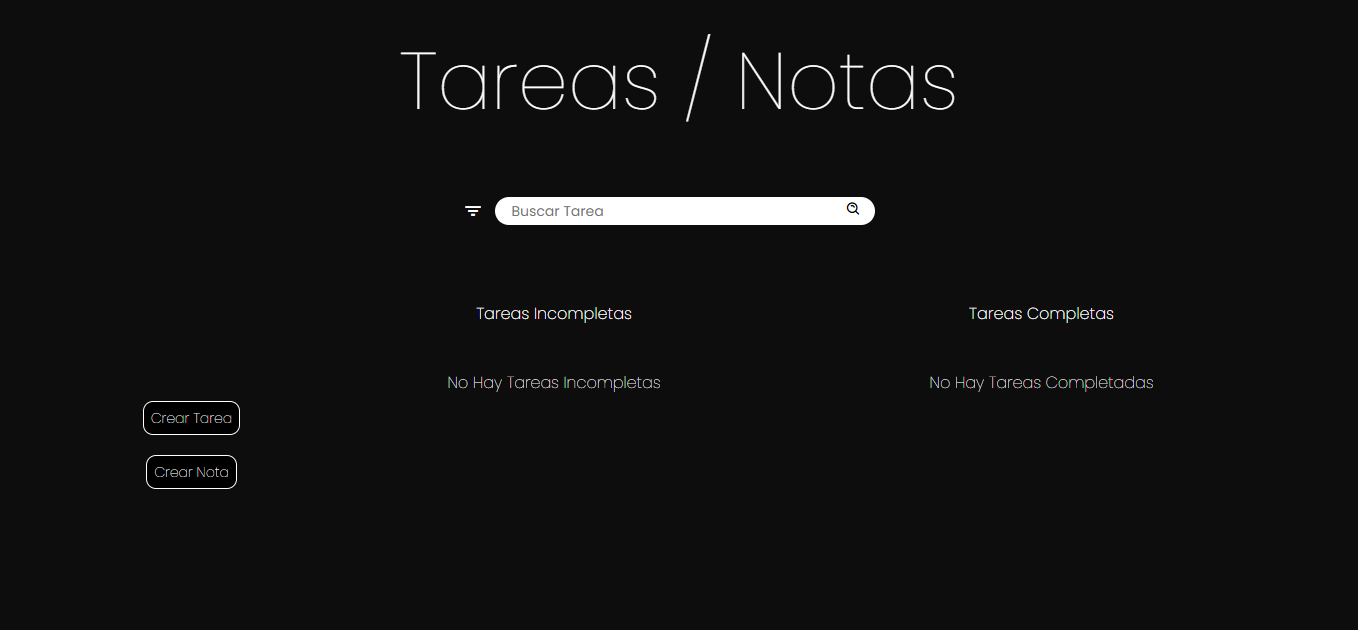 Tareas / Notas
Buscar Tarea
Tareas Incompletas
Tareas Completas
No Hay Tareas Incompletas
No Hay Tareas Completadas
Crear Tarea
Crear Nota